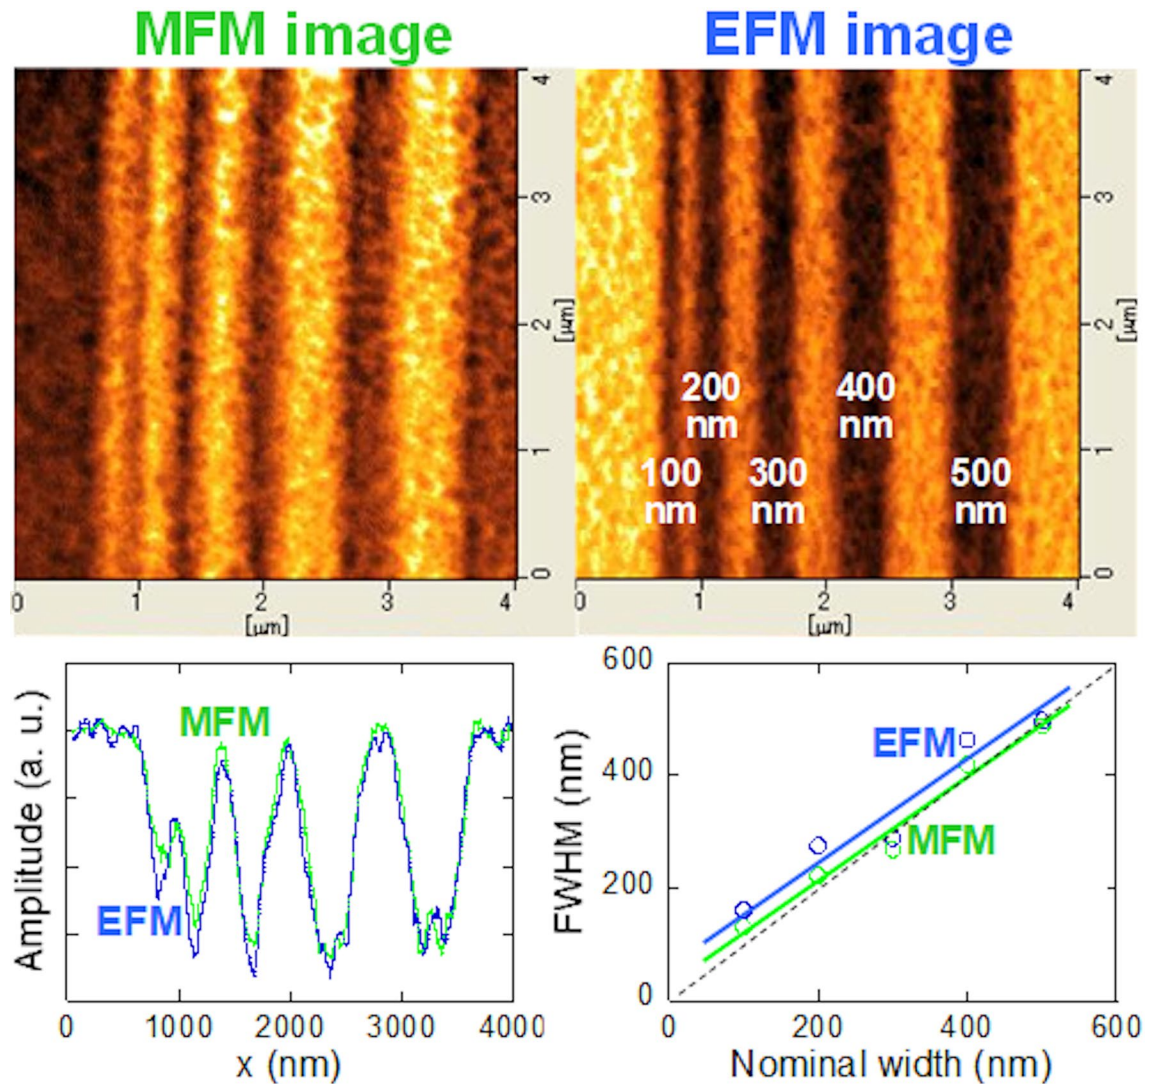 MFM image
EFM image
4
3
2
1
0
[μm]
0 1 2 3 4
[μm]
4
3
2
1
0
[μm]
0 1 2 3 4
[μm]
200
nm
400
nm
100
nm
300
nm
500
nm
Amplitude (a. u.)
MFM
EFM
0 1000 2000 3000 4000
x (nm)
FWHM (nm)
600
400
200
0
EFM
MFM
0 200 400 600
Nominal width (nm)